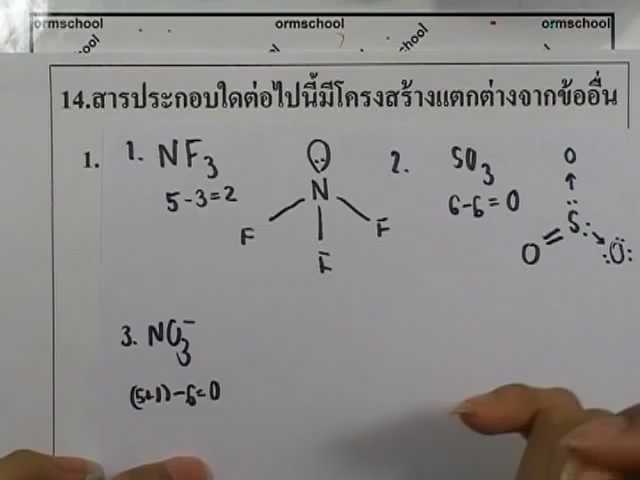 ormschool ormschool ormschool
ool school
14.สารประกอบใดต่อไปนี้มีโครงสร้างแตกต่างจากข้ออื่น
1. 1. NF3 2. SO3 O
5-3=2 N 6-6=0 S
F F F O O
3. NO3-
(5+1)-6=0